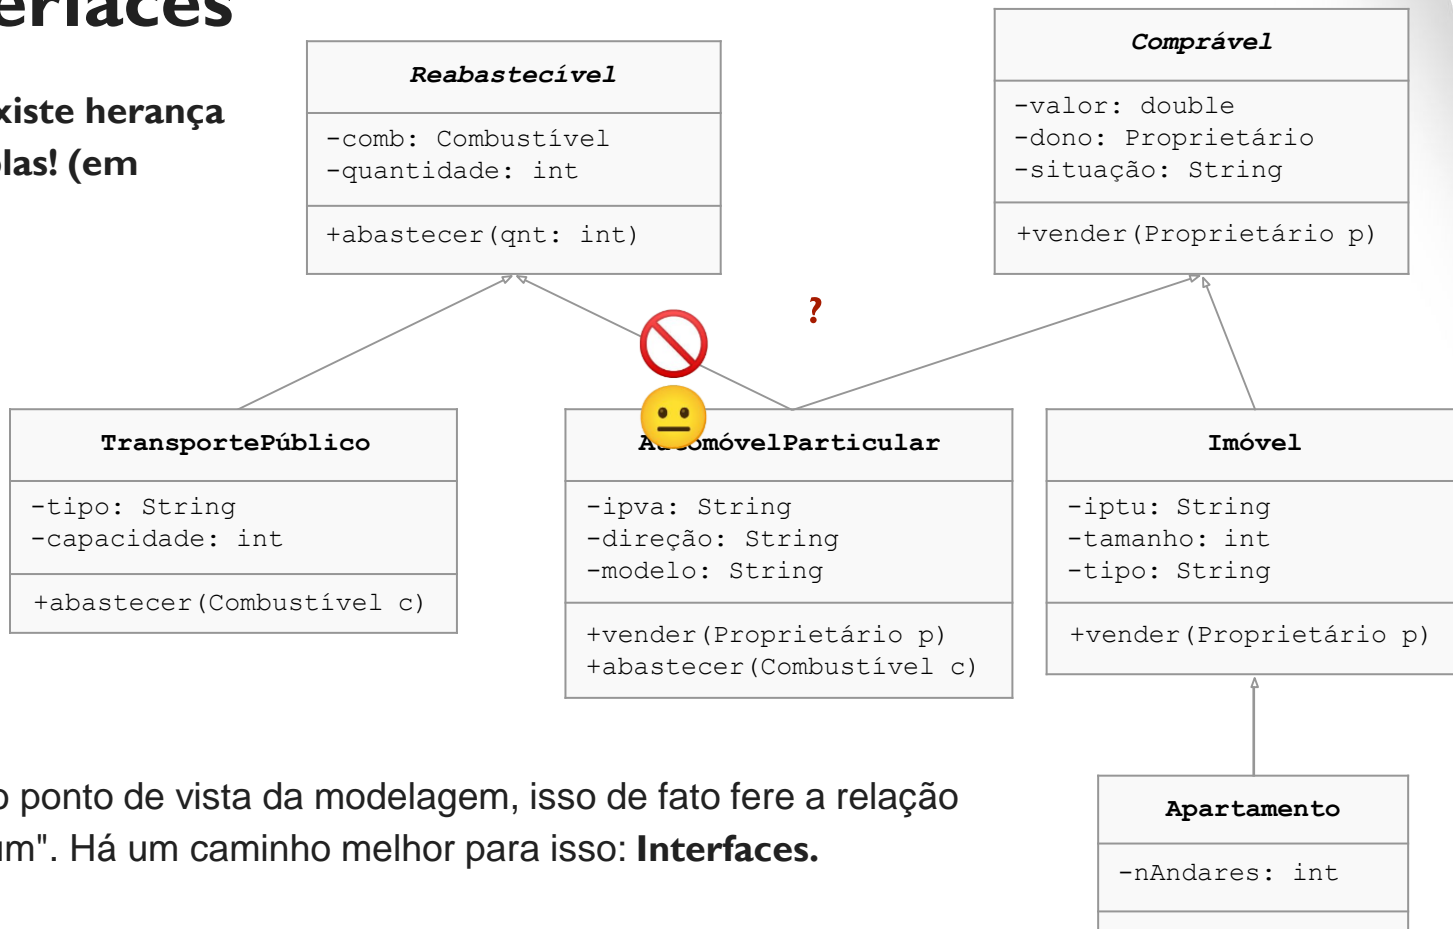 xiste herança
(em
Reabastecível
-comb: Combustível
-quantidade: int
+abastecer(qnt: int)
Comprável
-valor: double
-dono: Proprietário
-situação: String
+vender(Proprietário p)
?
TransportePúblico
-tipo: String
-capacidade: int
+abastecer(Combustível c)
AutomóvelParticular
-ipva: String
-direção: String
-modelo: String
+vender(Proprietário p)
+abastecer(Combustível c)
Imóvel
-iptu: String
-tamanho: int
-tipo: String
+vender(Proprietário p)
o ponto de vista da modelagem, isso de fato fere a relação
um". Há um caminho melhor para isso: Interfaces.
Apartamento
-nAndares: int